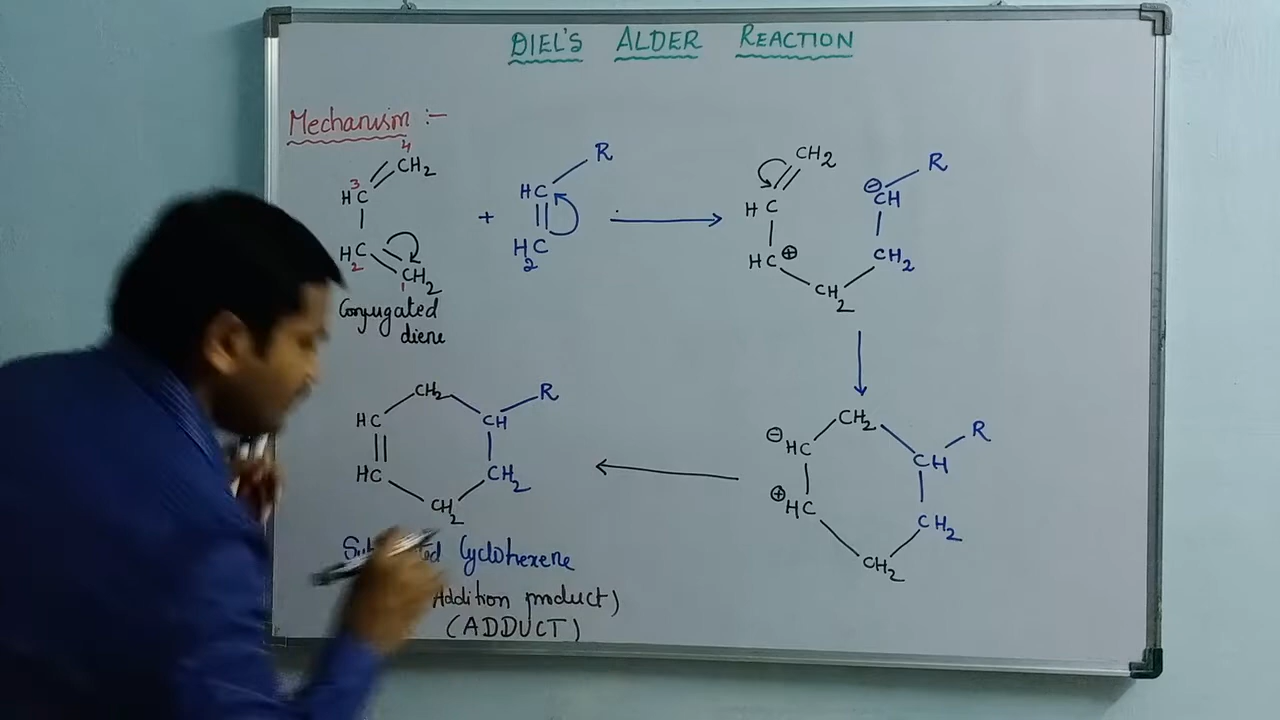 DIEL'S ALDER REACTION
Mechanism :-
4
CH2
3
HC
HC
2
CH2
1
Conjugated
diene
+
R
HC
H2C
CH2
HC
HC⊕
CH2
R
⊖
CH
CH2
CH2
HC
HC
CH2
R
CH
CH2
Cyclohexene
Addition product)
(ADDUCT)
CH2
⊖
HC
⊕
HC
CH2
R
CH
CH2